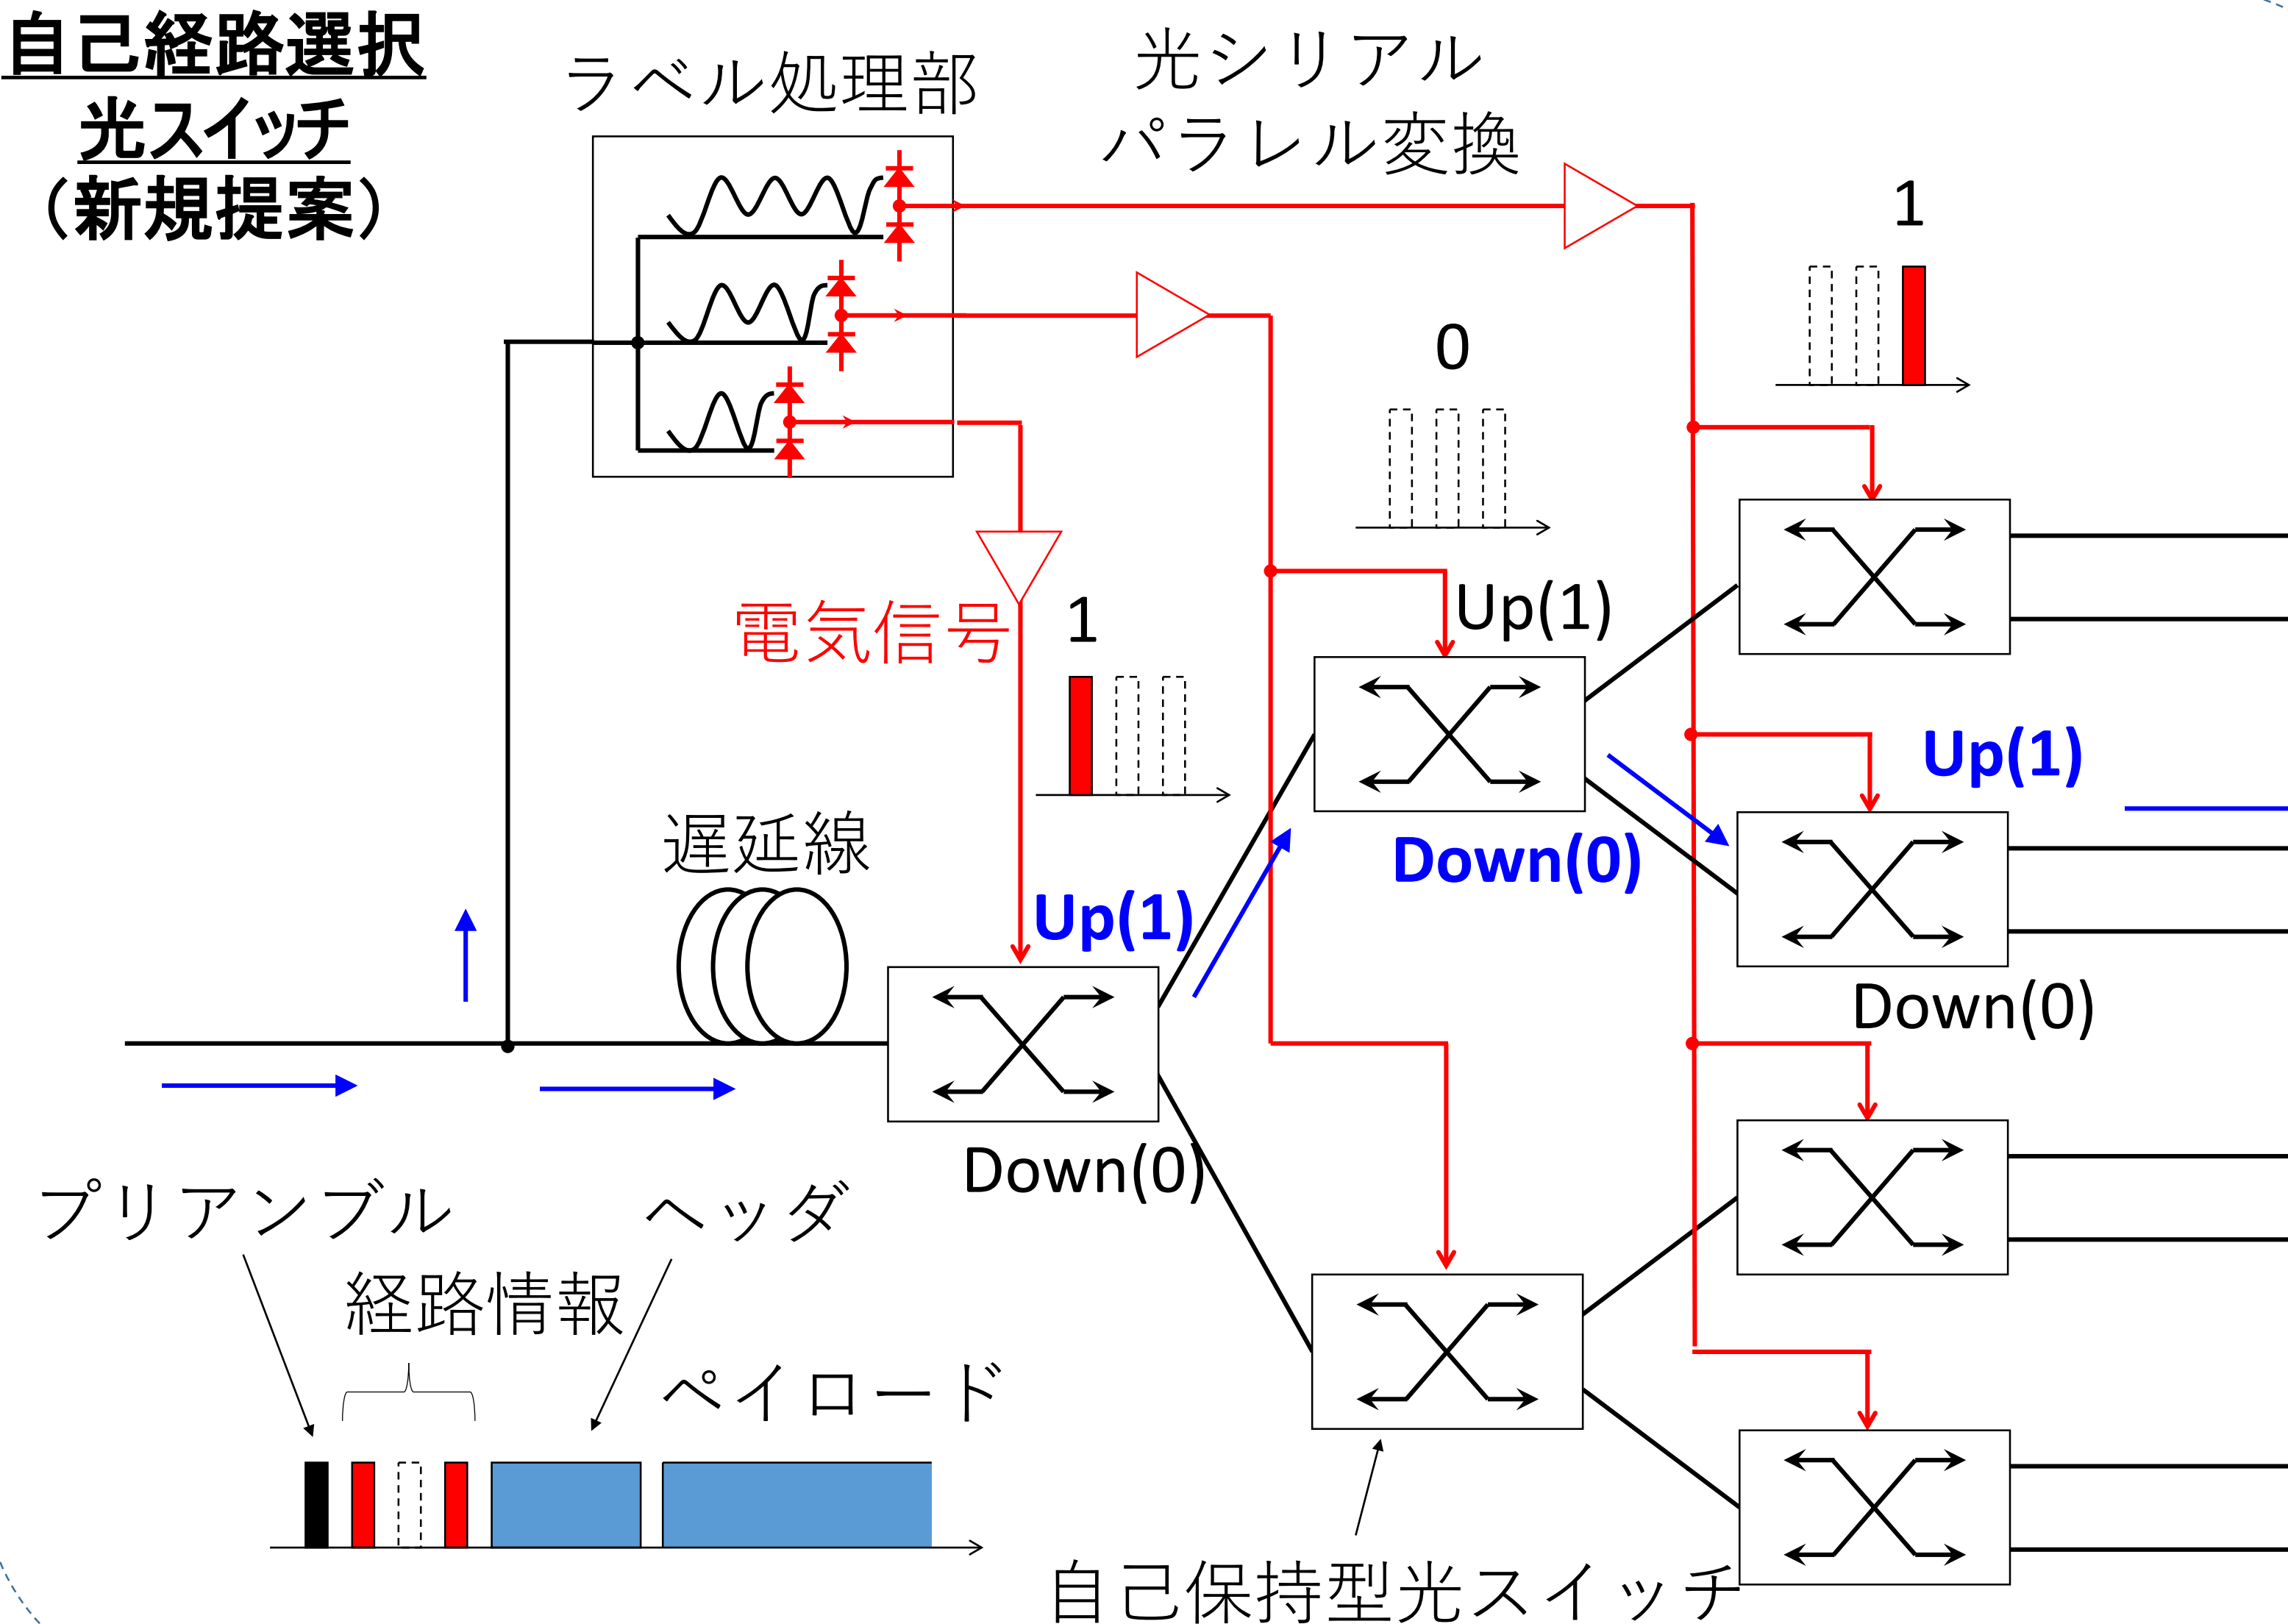 自己経路選択
光スイッチ
(新規提案)
ラベル処理部
光シリアル
パラレル変換
1
0
電気信号
1
Up(1)
Up(1)
遅延線
Down(0)
Up(1)
Down(0)
Down(0)
プリアンブル
ヘッダ
経路情報
ペイロード
自己保持型光スイッチ